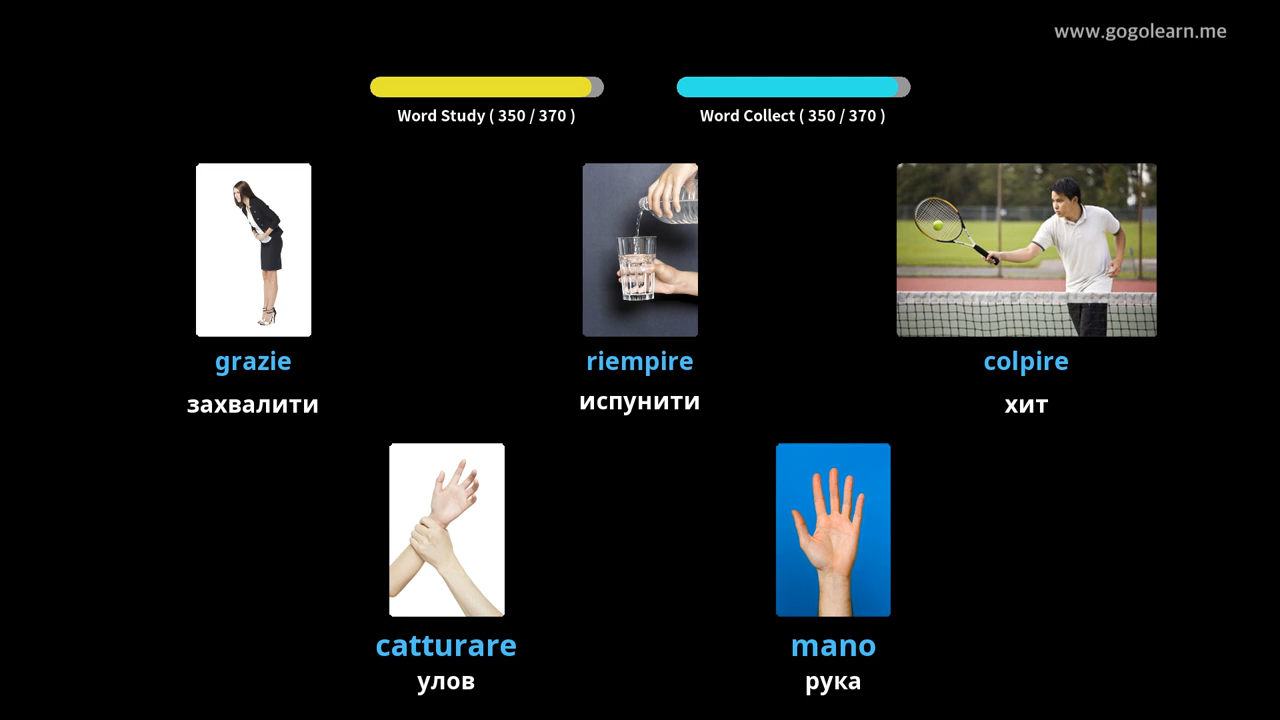 www.gogolearn.me
Word Study ( 350 / 370 )
Word Collect ( 350 / 370 )
grazie
захвалити
riempire
испунити
colpire
хит
catturare
улов
mano
рука